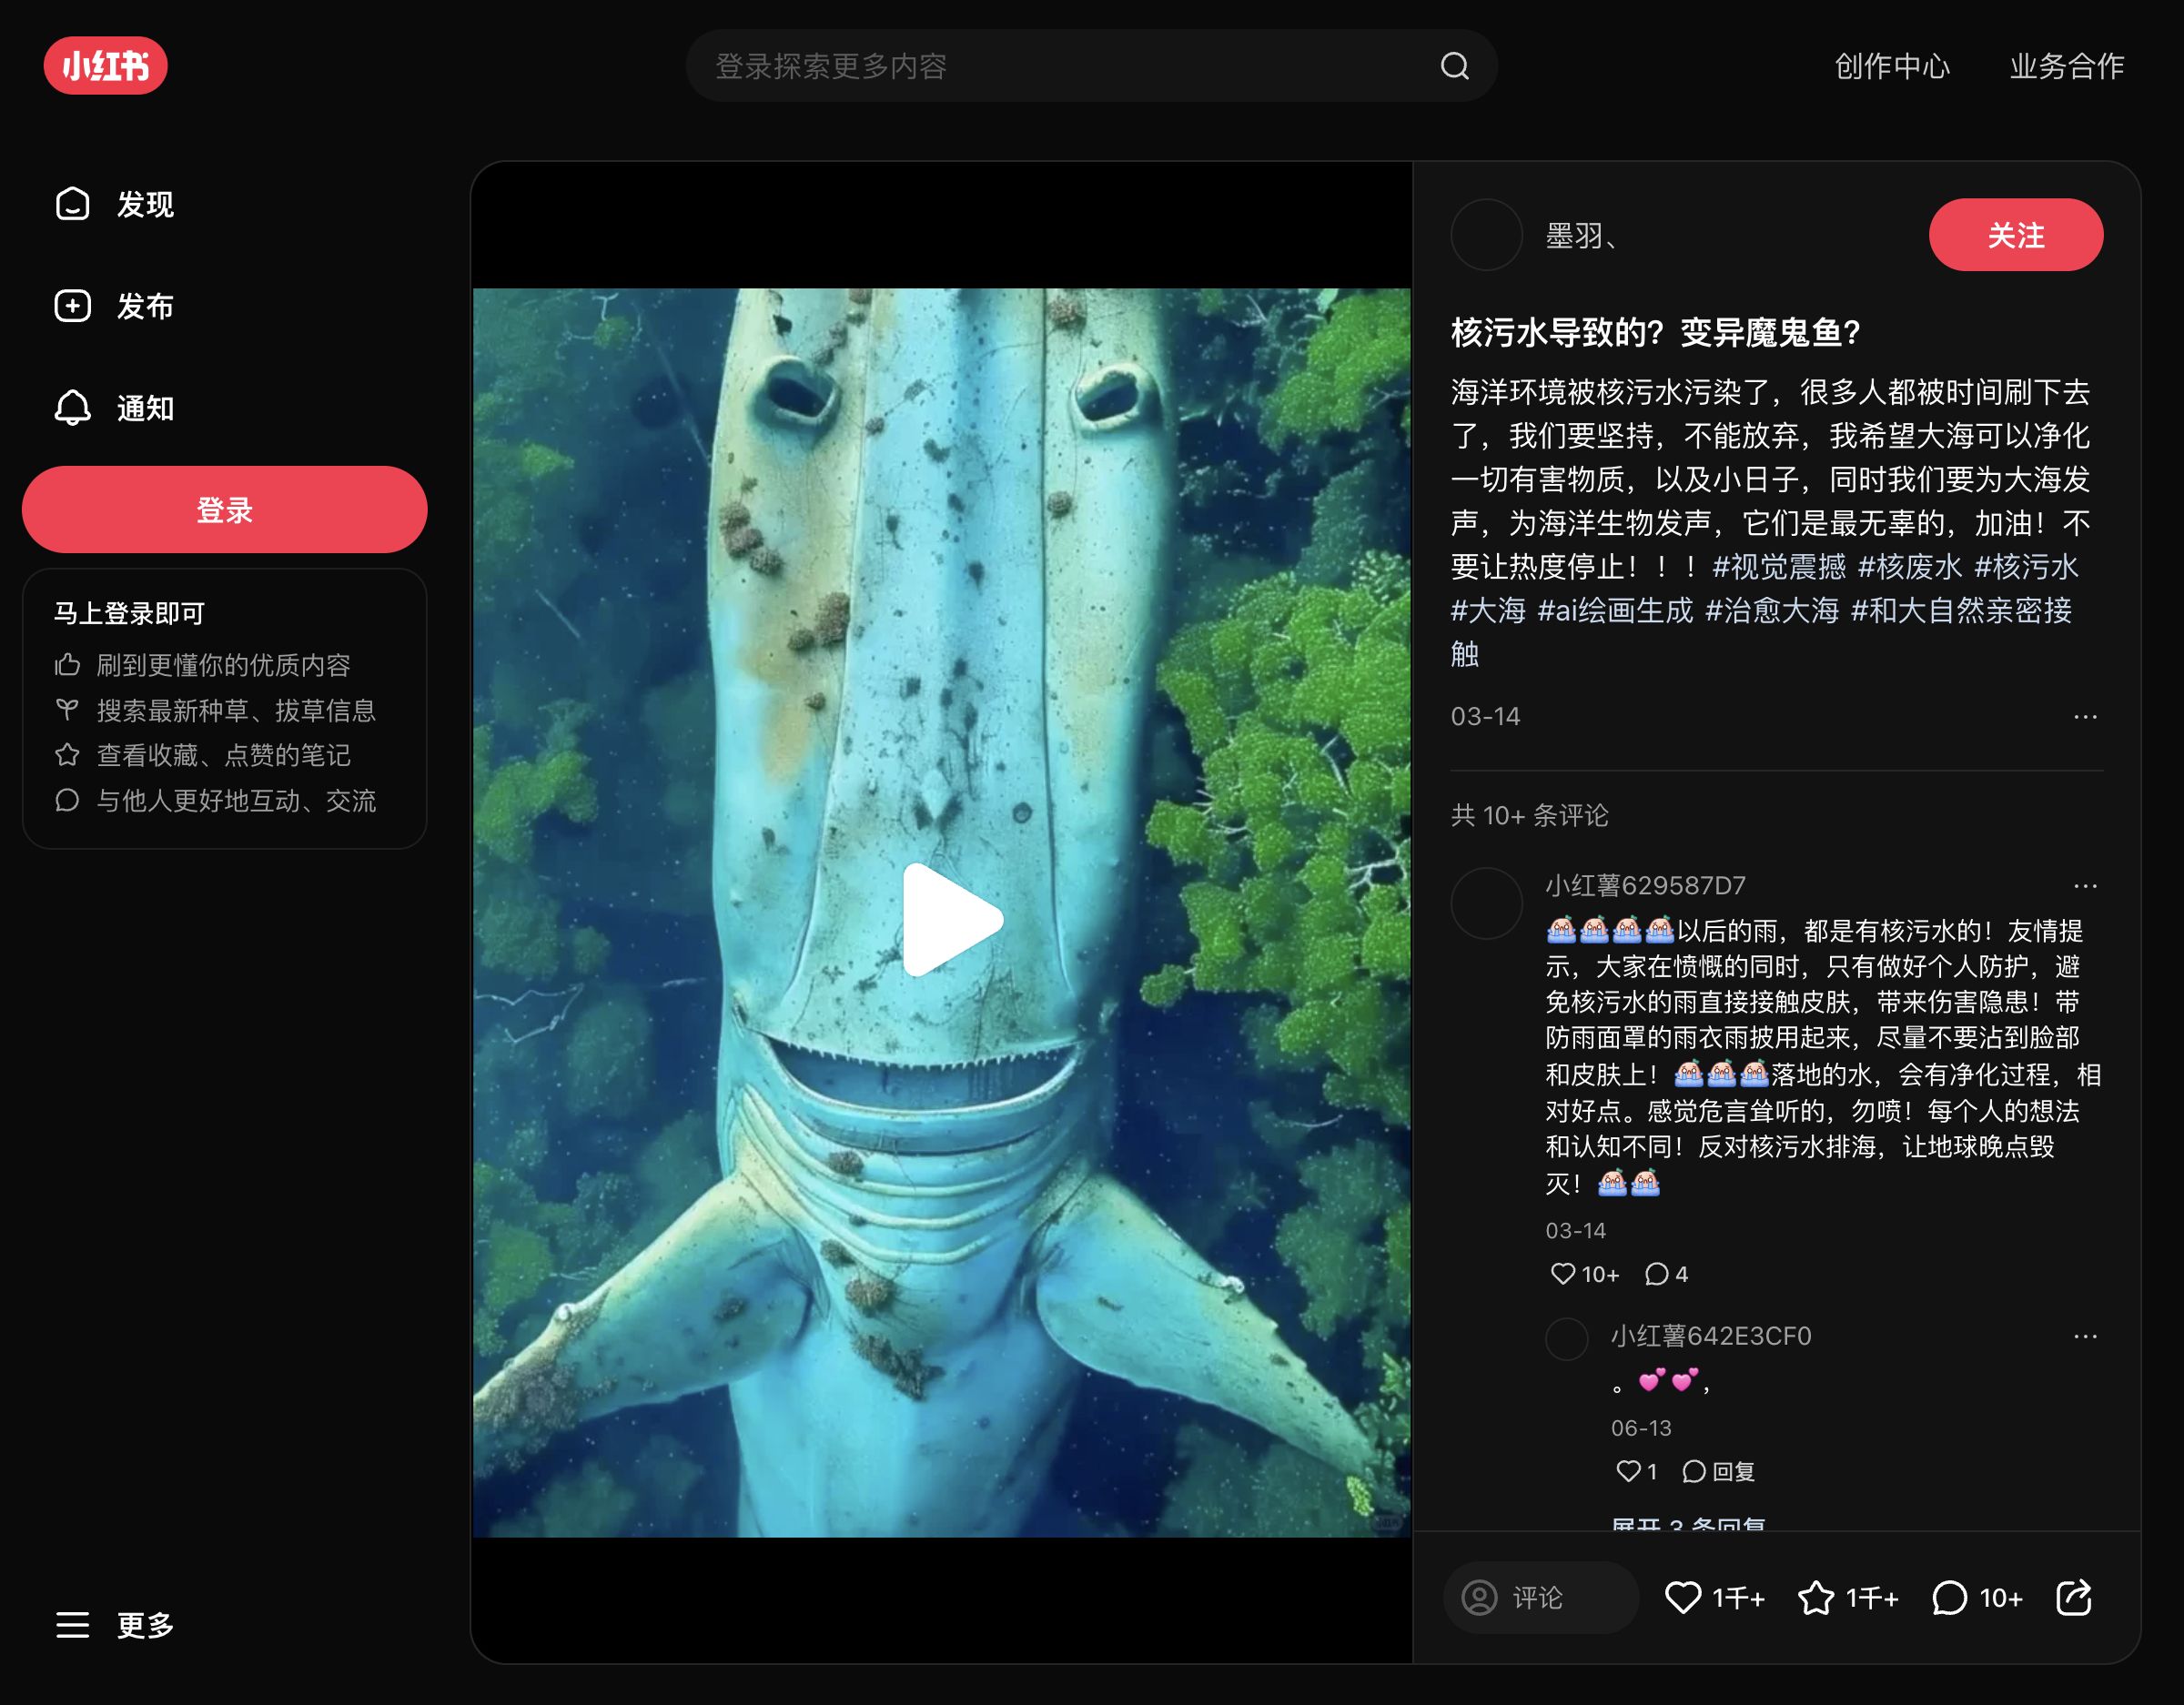 小红书
登录探索更多内容
创作中心
业务合作
发现
发布
通知
登录
马上登录即可
刷到更懂你的优质内容
搜索最新种草、拔草信息
查看收藏、点赞的笔记
与他人更好地互动、交流
更多
墨羽、
关注
核污水导致的？变异魔鬼鱼？
海洋环境被核污水污染了，很多人都被时间刷下去
了，我们要坚持，不能放弃，我希望大海可以净化
一切有害物质，以及小日子，同时我们要为大海发
声，为海洋生物发声，它们是最无辜的，加油！不
要让热度停止！！！#视觉震撼 #核废水 #核污水
#大海 #ai绘画生成 #治愈大海 #和大自然亲密接
触
03-14
共 10+ 条评论
小红薯629587D7
以后的雨，都是有核污水的！友情提
示，大家在愤慨的同时，只有做好个人防护，避
免核污水的雨直接接触皮肤，带来伤害隐患！带
防雨面罩的雨衣雨披用起来，尽量不要沾到脸部
和皮肤上！落地的水，会有净化过程，相
对好点。感觉危言耸听的，勿喷！每个人的想法
和认知不同！反对核污水排海，让地球晚点毁
灭！
03-14
10+
4
小红薯642E3CF0
。💕💕，
06-13
1
回复
展开 3 条回复
评论
1千+
1千+
10+